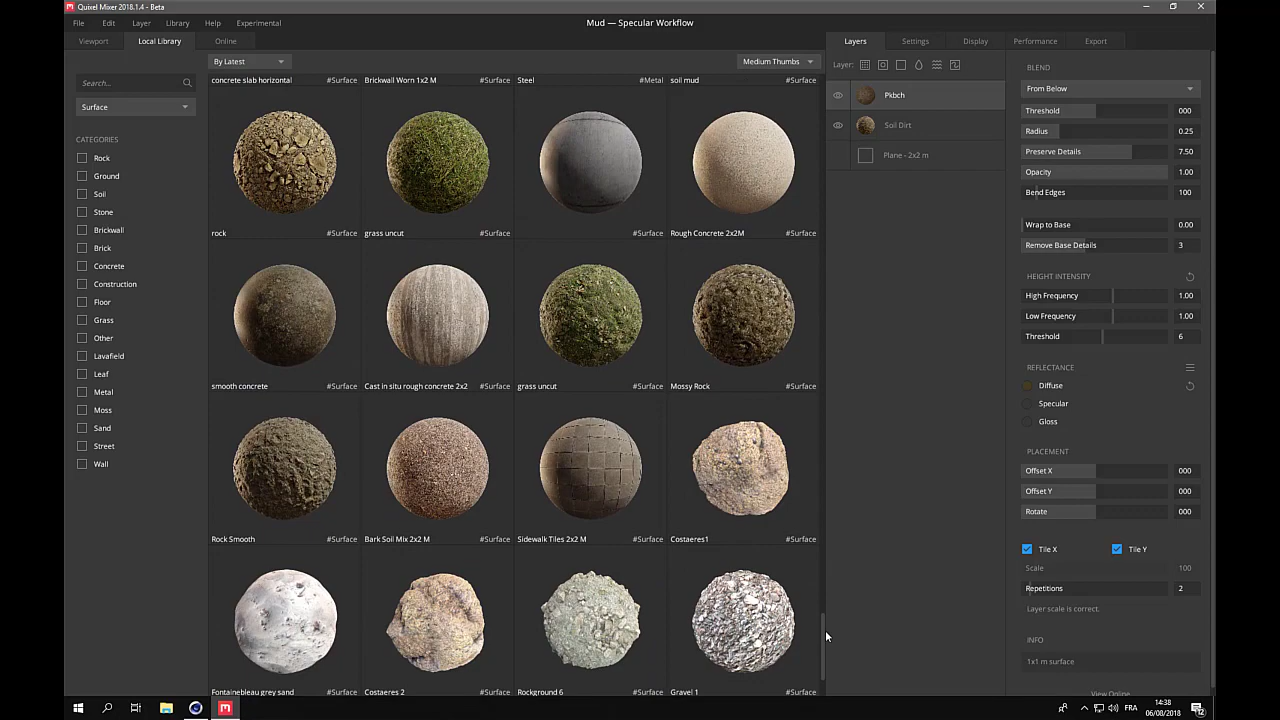 Quixel Mixer 2018.1.4 - Beta
File Edit Layer Library Help Experimental
Mud — Specular Workflow
Viewport Local Library Online
Layers Settings Display Performance Export
By Latest
Medium Thumbs
Search...
Surface
CATEGORIES
Rock
Ground
Soil
Stone
Brickwall
Brick
Concrete
Construction
Floor
Grass
Other
Lavafield
Leaf
Metal
Moss
Sand
Street
Wall
concrete slab horizontal #Surface
Brickwall Worn 1x2 M #Surface
Steel #Metal
soil mud #Surface
rock #Surface
grass uncut #Surface
#Surface
Rough Concrete 2x2M #Surface
smooth concrete #Surface
Cast in situ rough concrete 2x2 #Surface
grass uncut #Surface
Mossy Rock #Surface
Rock Smooth #Surface
Bark Soil Mix 2x2 M #Surface
Sidewalk Tiles 2x2 M #Surface
Costaeres1 #Surface
Fontainebleau grey sand #Surface
Costaeres 2 #Surface
Rockground 6 #Surface
Gravel 1 #Surface
Layer:
Pkbch
Soil Dirt
Plane - 2x2 m
BLEND
From Below
Threshold 000
Radius 0.25
Preserve Details 7.50
Opacity 1.00
Bend Edges 100
Wrap to Base 0.00
Remove Base Details 3
HEIGHT INTENSITY
High Frequency 1.00
Low Frequency 1.00
Threshold 6
REFLECTANCE
Diffuse
Specular
Gloss
PLACEMENT
Offset X 000
Offset Y 000
Rotate 000
Tile X Tile Y
Scale 100
Repetitions 2
Layer scale is correct.
INFO
1x1 m surface
View Online
FRA
14:38
06/08/2018
12